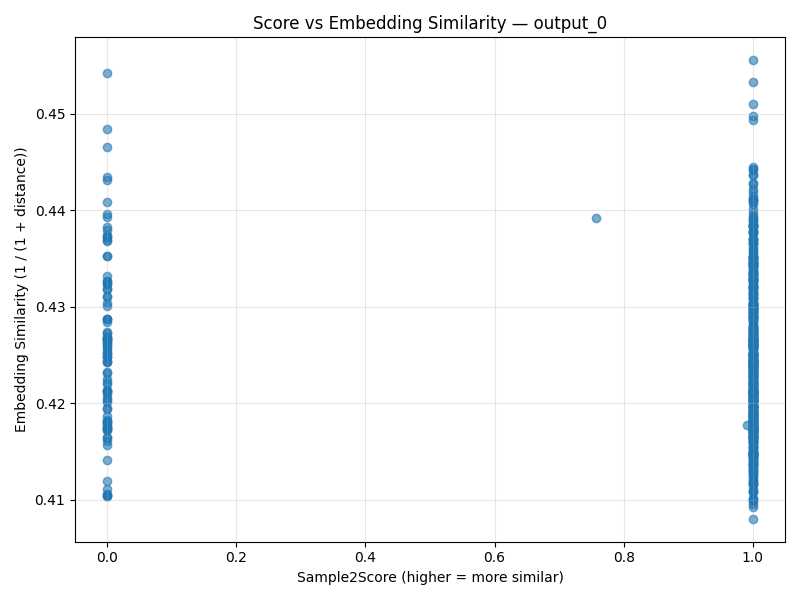 Score vs Embedding Similarity — output_0
Embedding Similarity (1 / (1 + distance))
0.45
0.44
0.43
0.42
0.41
0.0 0.2 0.4 0.6 0.8 1.0
Sample2Score (higher = more similar)